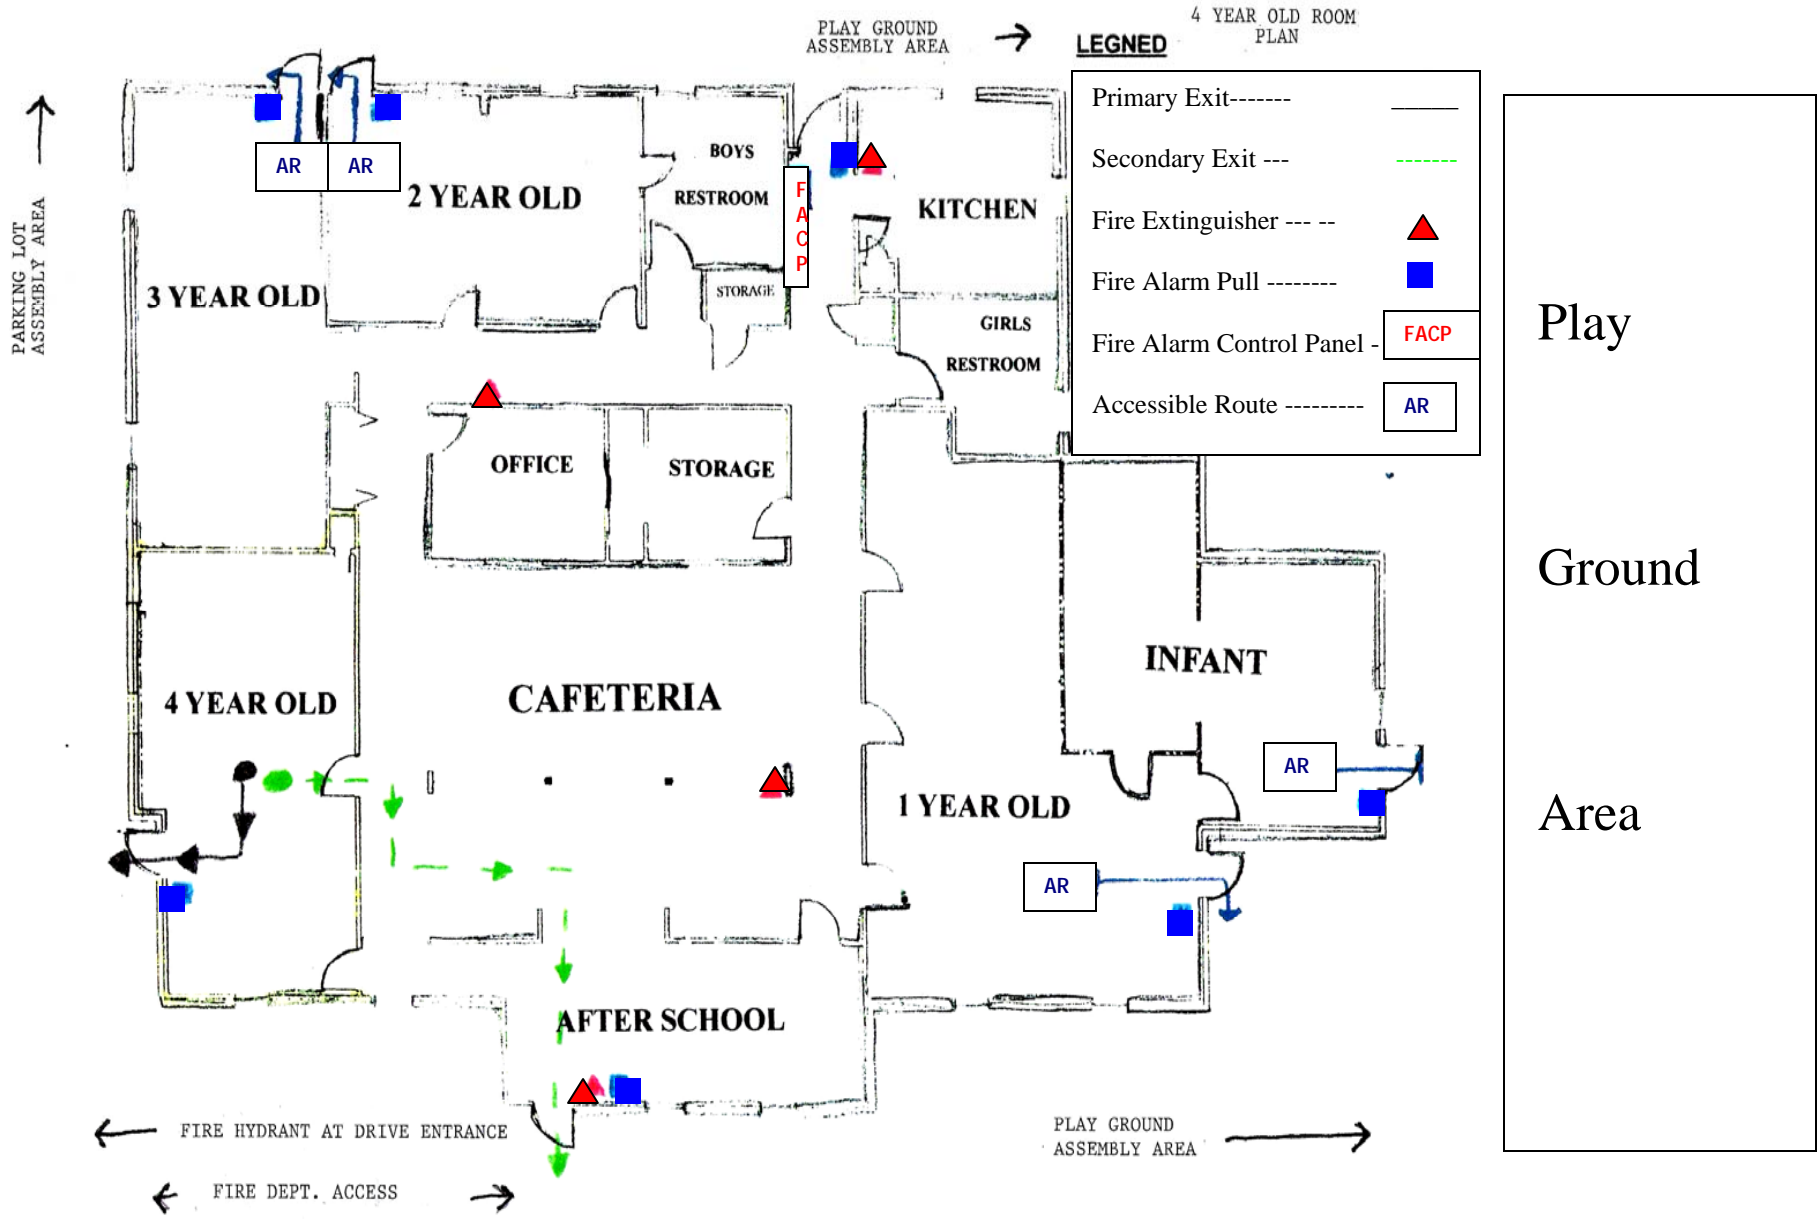 PLAY GROUND
ASSEMBLY AREA
4 YEAR OLD ROOM
PLAN
LEGNED
Primary Exit------- _____
Secondary Exit --- -------
Fire Extinguisher --- --
Fire Alarm Pull --------
Fire Alarm Control Panel - FACP
Accessible Route --------- AR
PARKING LOT
ASSEMBLY AREA
AR
AR
2 YEAR OLD
3 YEAR OLD
BOYS
RESTROOM
STORAGE
F
A
C
P
KITCHEN
GIRLS
RESTROOM
OFFICE
STORAGE
4 YEAR OLD
CAFETERIA
1 YEAR OLD
INFANT
AR
AR
AFTER SCHOOL
Play
Ground
Area
FIRE HYDRANT AT DRIVE ENTRANCE
FIRE DEPT. ACCESS
PLAY GROUND
ASSEMBLY AREA